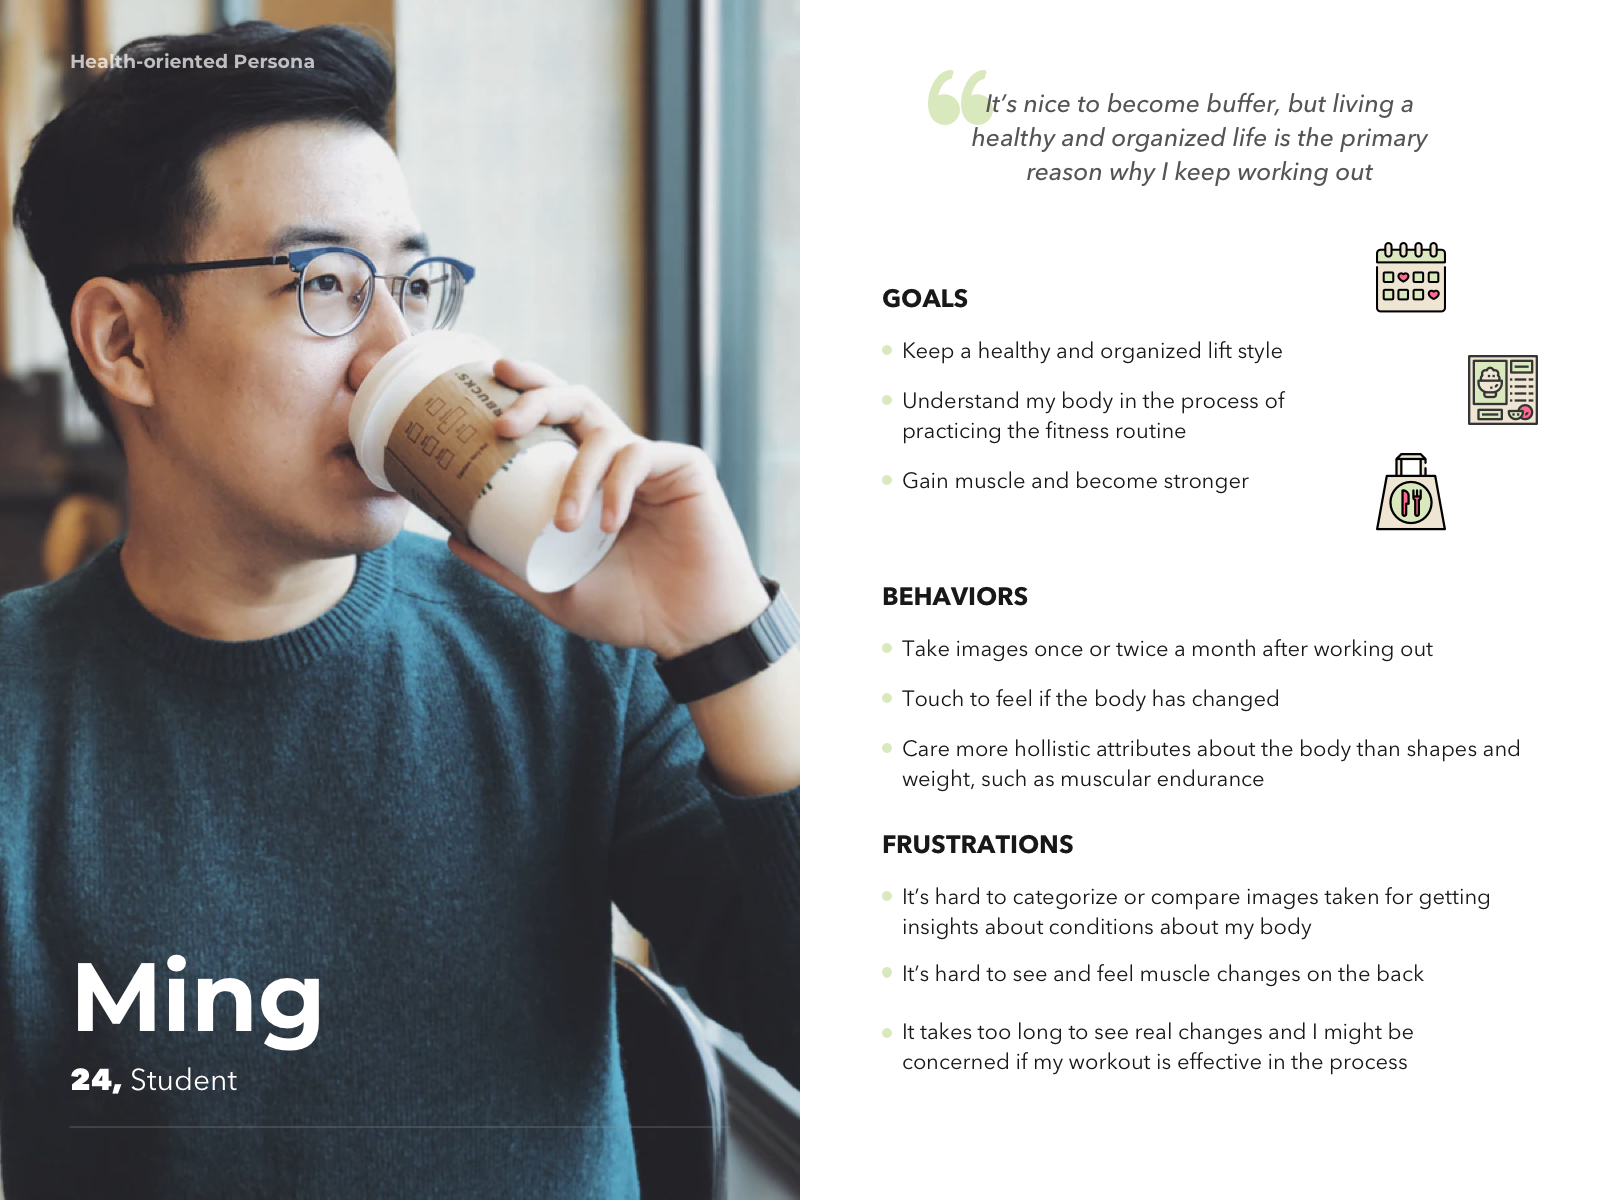 Health-oriented Persona
RBUCKS
Ming
24, Student
It’s nice to become buffer, but living a
healthy and organized life is the primary
reason why I keep working out
GOALS
Keep a healthy and organized lift style
Understand my body in the process of
practicing the fitness routine
Gain muscle and become stronger
BEHAVIORS
Take images once or twice a month after working out
Touch to feel if the body has changed
Care more hollistic attributes about the body than shapes and
weight, such as muscular endurance
FRUSTRATIONS
It’s hard to categorize or compare images taken for getting
insights about conditions about my body
It’s hard to see and feel muscle changes on the back
It takes too long to see real changes and I might be
concerned if my workout is effective in the process